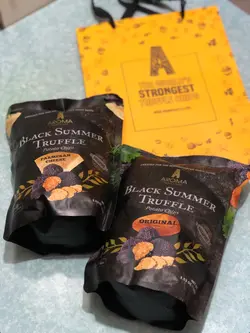 THE WORLD'S
STRONGEST
TRUFFLE CHIPS
AROMA
BLACK SUMMER
TRUFFLE
Potato Chips
PARMESAN
CHEESE
AROMA
BLACK SUMMER
TRUFFLE
Potato Chips
ORIGINAL